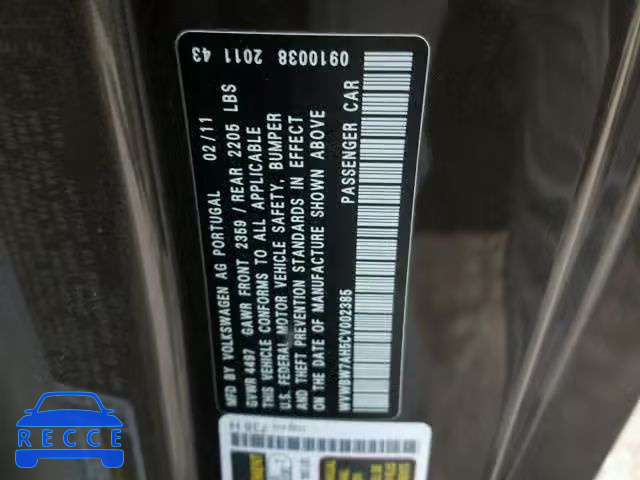 MFD BY VOLKSWAGEN AG PORTUGAL 02/11
GVWR 4497 GAWR FRONT 2359 / REAR 2205 LBS
THIS VEHICLE CONFORMS TO ALL APPLICABLE
U.S. FEDERAL MOTOR VEHICLE SAFETY, BUMPER
AND THEFT PREVENTION STANDARDS IN EFFECT
ON DATE OF MANUFACTURE SHOWN ABOVE
WVWBW7AH5CV002385 PASSENGER CAR
43 2011 0910038
RECCE